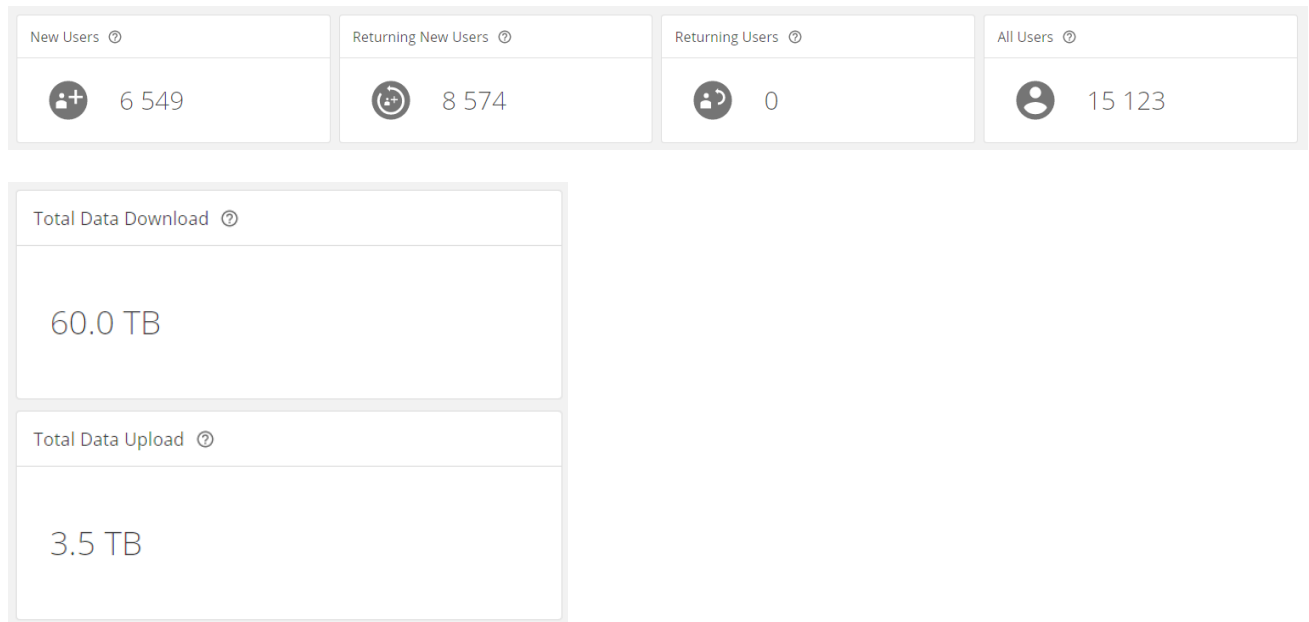 New Users
Returning New Users
Returning Users
All Users
6 549
8 574
0
15 123
Total Data Download
60.0 TB
Total Data Upload
3.5 TB